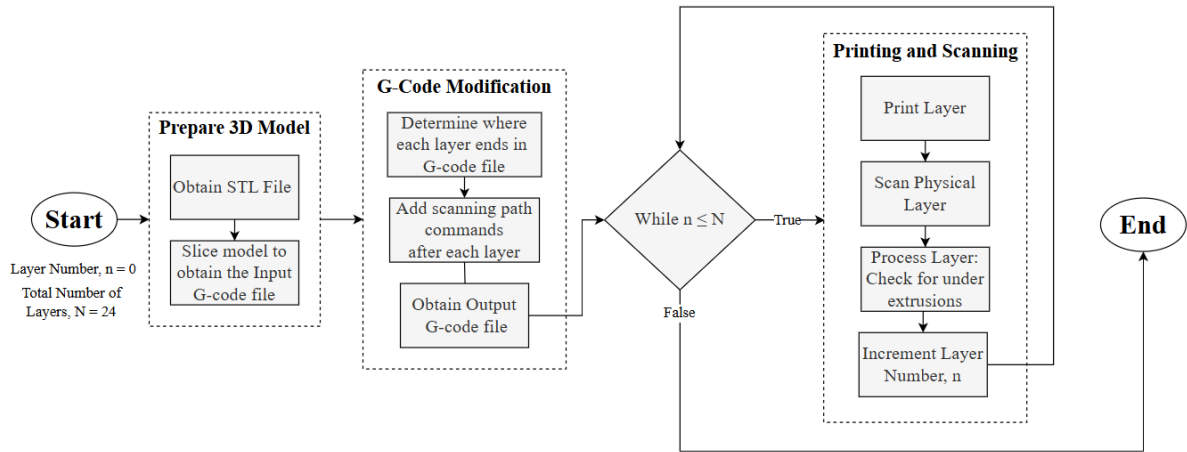 Start
Layer Number, n = 0
Total Number of
Layers, N = 24
Prepare 3D Model
Obtain STL File
Slice model to
obtain the Input
G-code file
G-Code Modification
Determine where
each layer ends in
G-code file
Add scanning path
commands
after each layer
Obtain Output
G-code file
While n ≤ N
True
False
Printing and Scanning
Print Layer
Scan Physical
Layer
Process Layer:
Check for under
extrusions
Increment Layer
Number, n
End